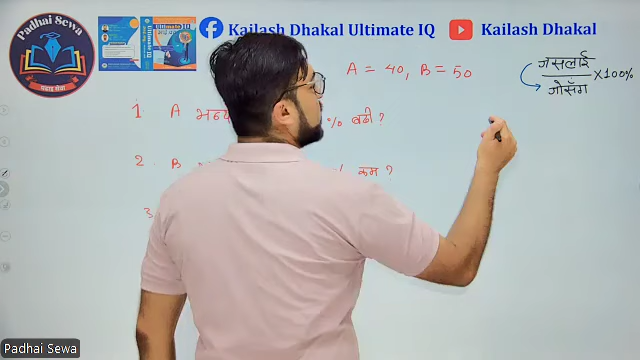 Padhai Sewa
पढाइ सेवा
Kailash Dhakal Ultimate IQ
Kailash Dhakal
A = 40, B = 50
जसलाई
जोसँग
×100%
1. A
% बढी?
2. B
% कम?
3
Padhai Sewa